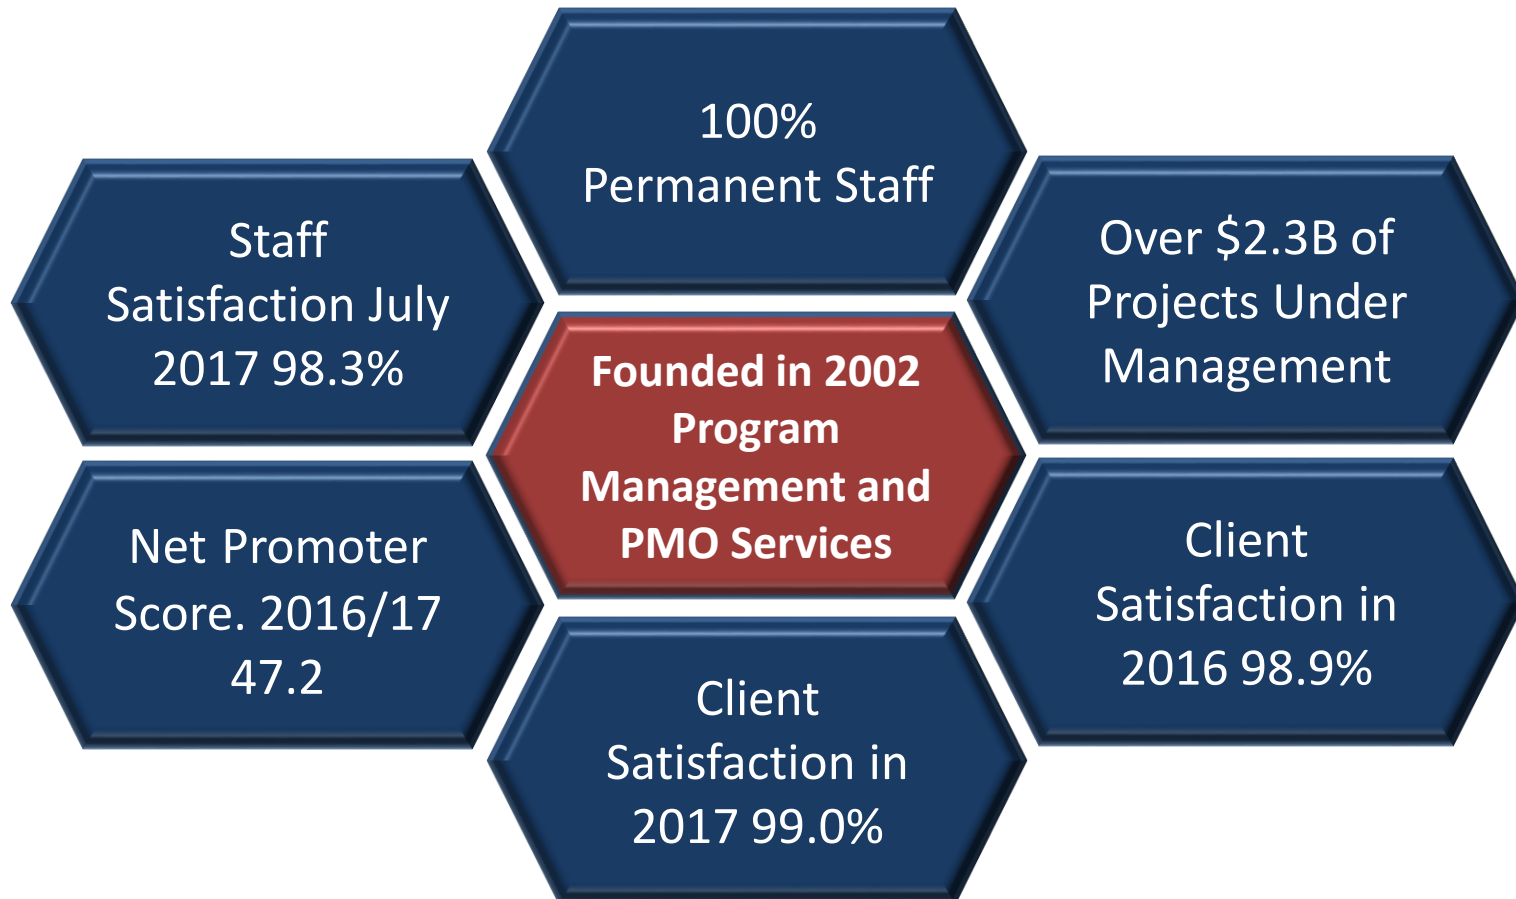 100%
Permanent Staff
Staff
Satisfaction July
2017 98.3%
Over $2.3B of
Projects Under
Management
Founded in 2002
Program
Management and
PMO Services
Net Promoter
Score. 2016/17
47.2
Client
Satisfaction in
2016 98.9%
Client
Satisfaction in
2017 99.0%